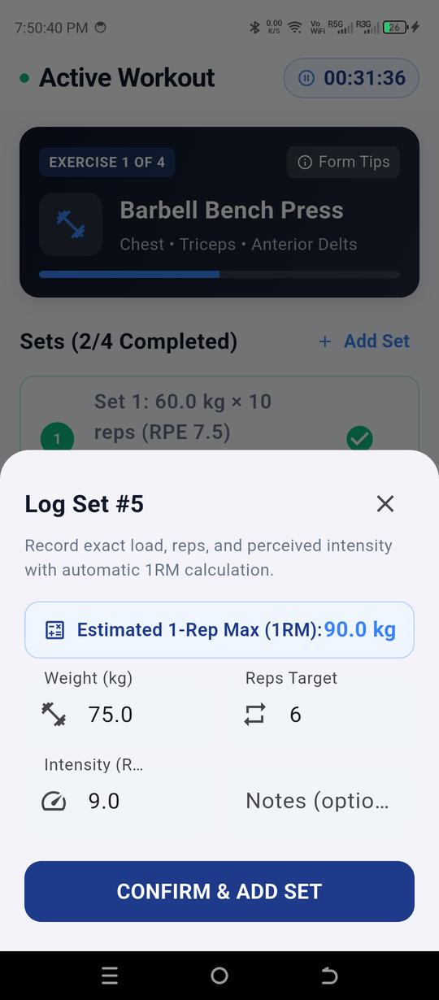 7:50:40 PM
0.00 K/S
Vo WiFi
R5G
R3G
26
Active Workout
00:31:36
EXERCISE 1 OF 4
Form Tips
Barbell Bench Press
Chest • Triceps • Anterior Delts
Sets (2/4 Completed)
+ Add Set
Set 1: 60.0 kg × 10
reps (RPE 7.5)
1
Log Set #5
Record exact load, reps, and perceived intensity
with automatic 1RM calculation.
Estimated 1-Rep Max (1RM): 90.0 kg
Weight (kg)
75.0
Reps Target
6
Intensity (R...
9.0
Notes (optio...
CONFIRM & ADD SET